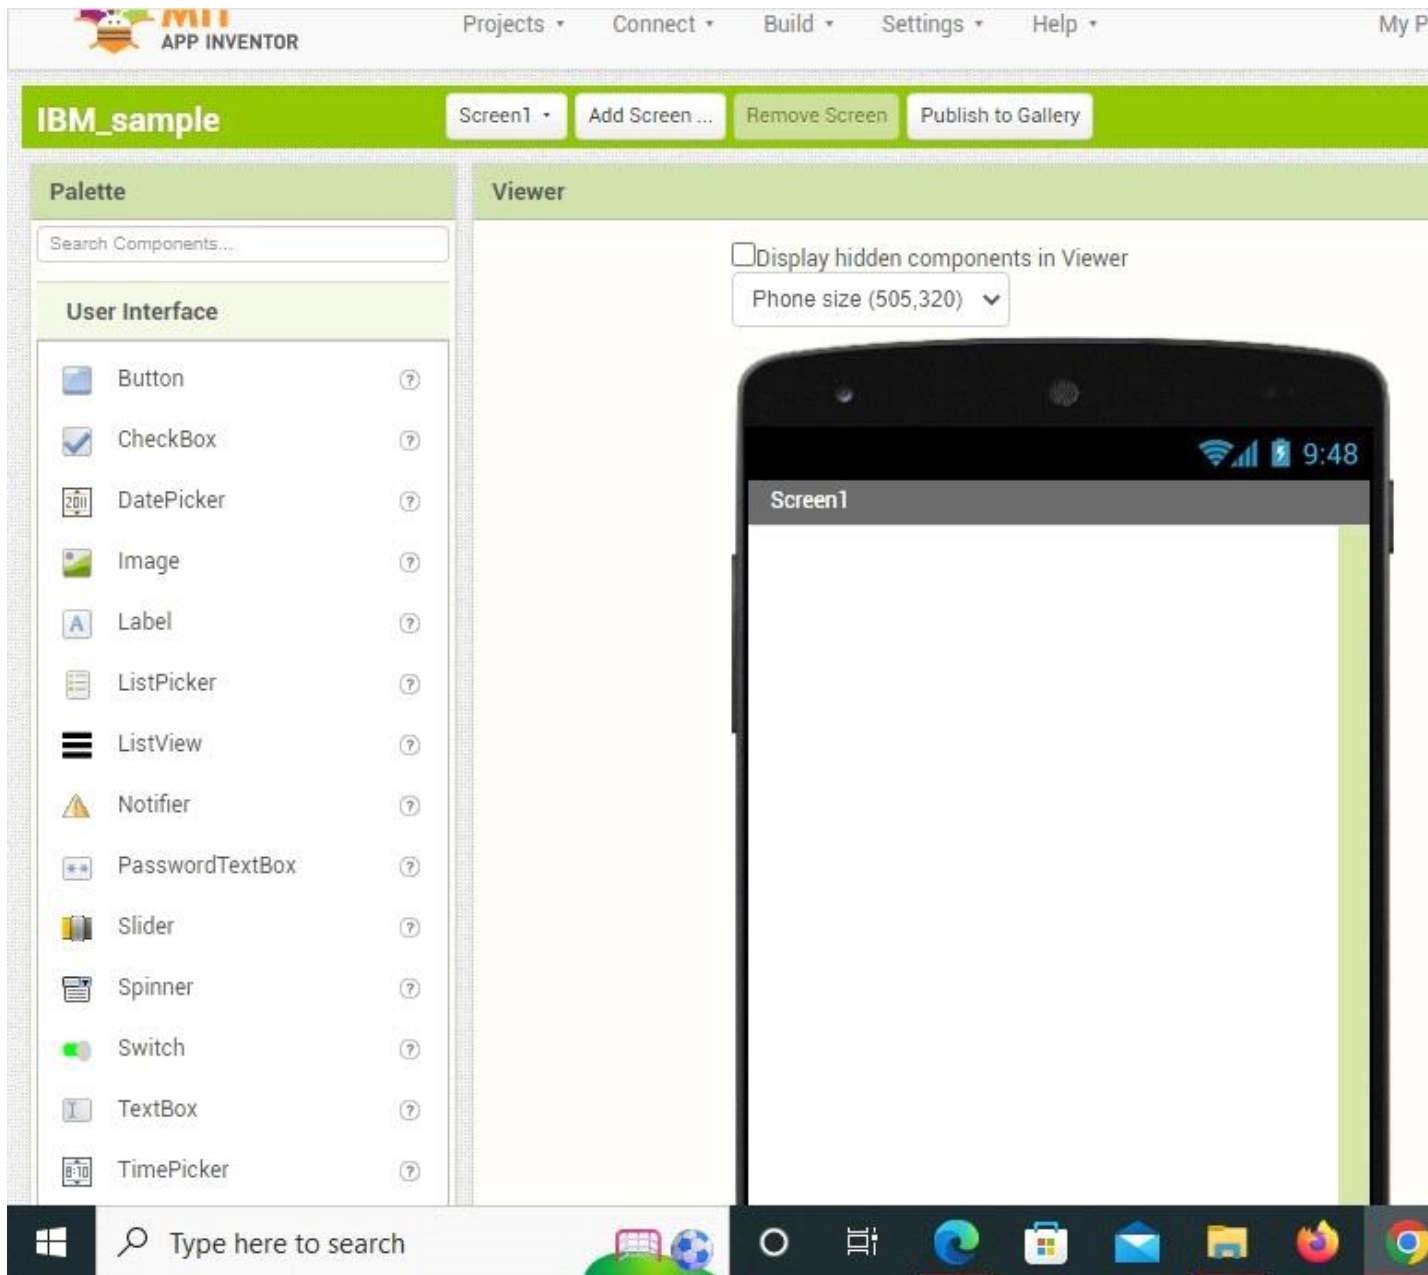 MIT
APP INVENTOR
Projects Connect Build Settings Help My P
IBM_sample
Screen1 Add Screen ... Remove Screen Publish to Gallery
Palette
Search Components...
User Interface
Button
CheckBox
DatePicker
Image
Label
ListPicker
ListView
Notifier
PasswordTextBox
Slider
Spinner
Switch
TextBox
TimePicker
Viewer
Display hidden components in Viewer
Phone size (505,320)
9:48
Screen1
Type here to search